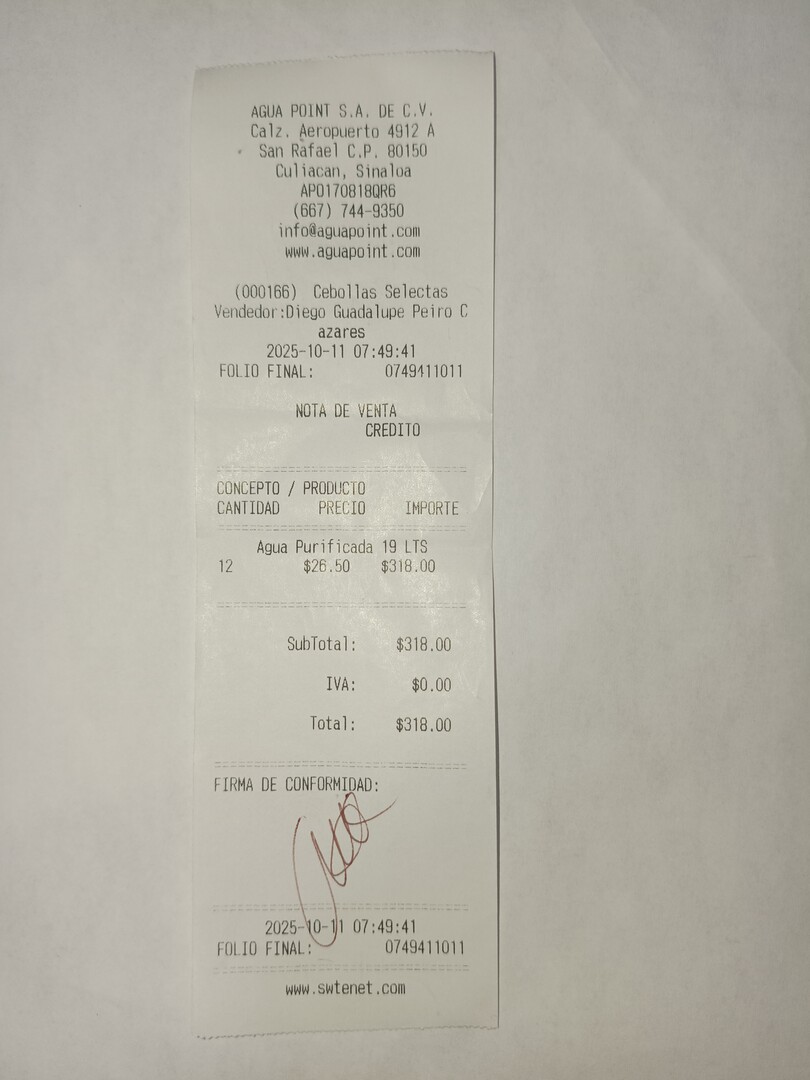 AGUA POINT S.A. DE C.V.
Calz. Aeropuerto 4912 A
San Rafael C.P. 80150
Culiacan, Sinaloa
APO170818QR6
(667) 744-9350
info@aguapoint.com
www.aguapoint.com
(000166) Cebollas Selectas
Vendedor:Diego Guadalupe Peiro C
azares
2025-10-11 07:49:41
FOLIO FINAL: 0749411011
NOTA DE VENTA
CREDITO
CONCEPTO / PRODUCTO
CANTIDAD PRECIO IMPORTE
Agua Purificada 19 LTS
12 $26.50 $318.00
SubTotal: $318.00
IVA: $0.00
Total: $318.00
FIRMA DE CONFORMIDAD:
2025-10-11 07:49:41
FOLIO FINAL: 0749411011
www.swtenet.com